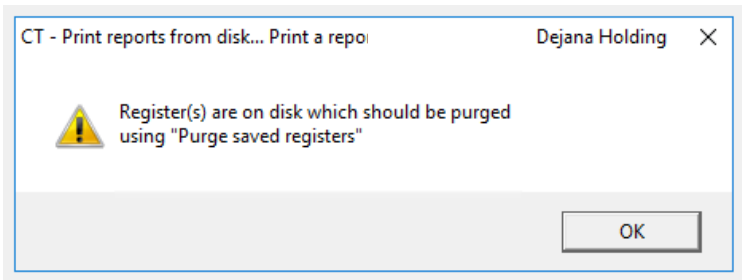 CT - Print reports from disk... Print a repo Dejana Holding
Register(s) are on disk which should be purged
using "Purge saved registers"
OK